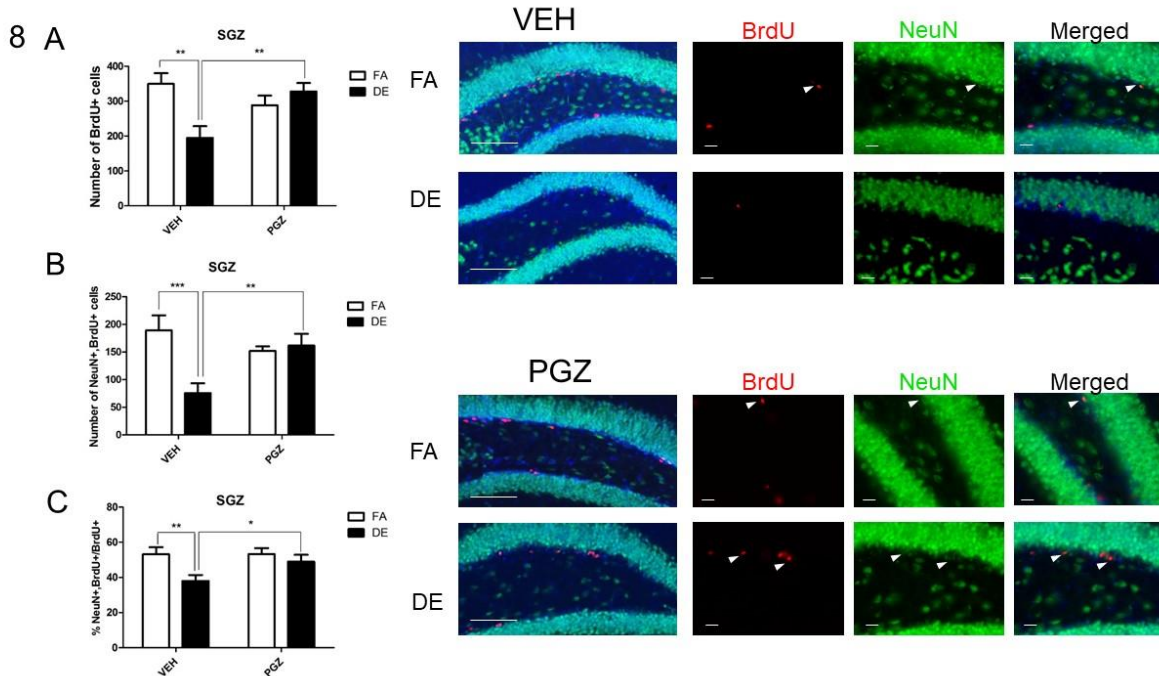 8 A
SGZ
Number of BrdU+ cells
400
300
200
100
0
**
**
FA
DE
VEH
PGZ
B
SGZ
Number of NeuN+,BrdU+ cells
250
200
150
100
50
0
***
**
FA
DE
VEH
PGZ
C
SGZ
% NeuN+,BrdU+/BrdU+
80
60
40
20
0
**
*
FA
DE
VEH
PGZ
VEH
BrdU NeuN Merged
FA
DE
PGZ
BrdU NeuN Merged
FA
DE